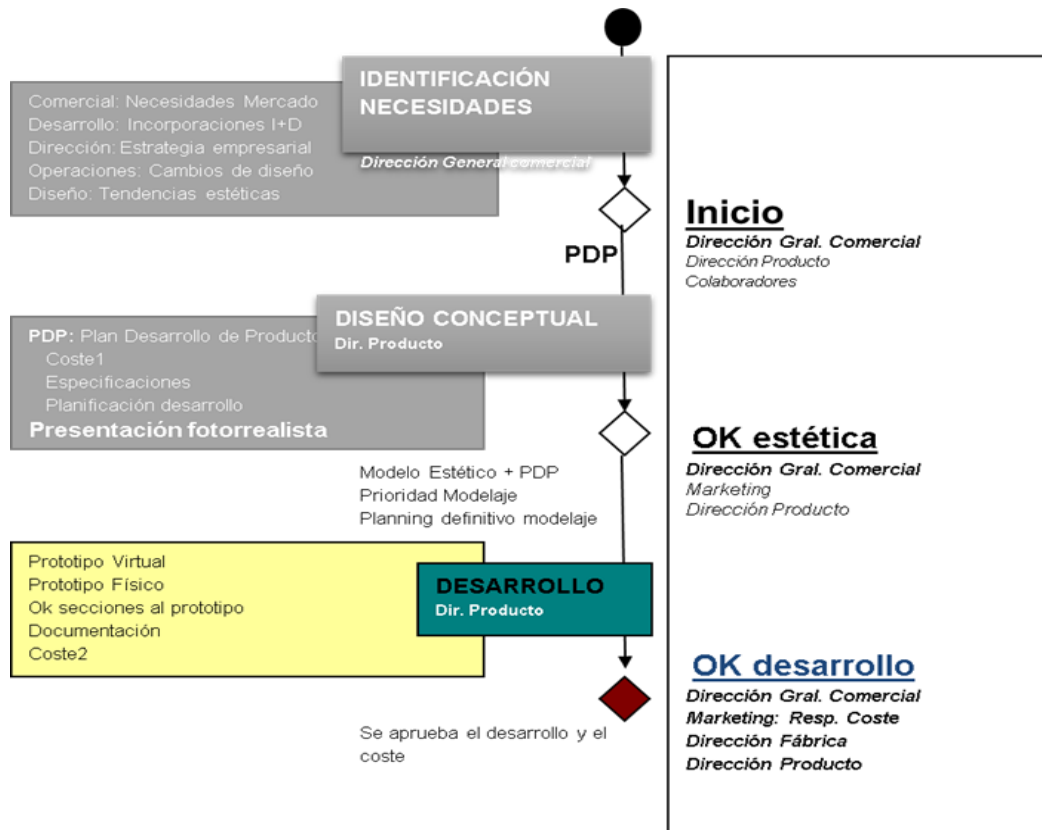 IDENTIFICACIÓN
NECESIDADES
Dirección General comercial
Comercial: Necesidades Mercado
Desarrollo: Incorporaciones I+D
Dirección: Estrategia empresarial
Operaciones: Cambios de diseño
Diseño: Tendencias estéticas
Inicio
Dirección Gral. Comercial
Dirección Producto
Colaboradores
PDP
DISEÑO CONCEPTUAL
Dir. Producto
PDP: Plan Desarrollo de Producto
Coste1
Especificaciones
Planificación desarrollo
Presentación fotorrealista
OK estética
Dirección Gral. Comercial
Marketing
Dirección Producto
Modelo Estético + PDP
Prioridad Modelaje
Planning definitivo modelaje
DESARROLLO
Dir. Producto
Prototipo Virtual
Prototipo Físico
Ok secciones al prototipo
Documentación
Coste2
OK desarrollo
Dirección Gral. Comercial
Marketing: Resp. Coste
Dirección Fábrica
Dirección Producto
Se aprueba el desarrollo y el
coste